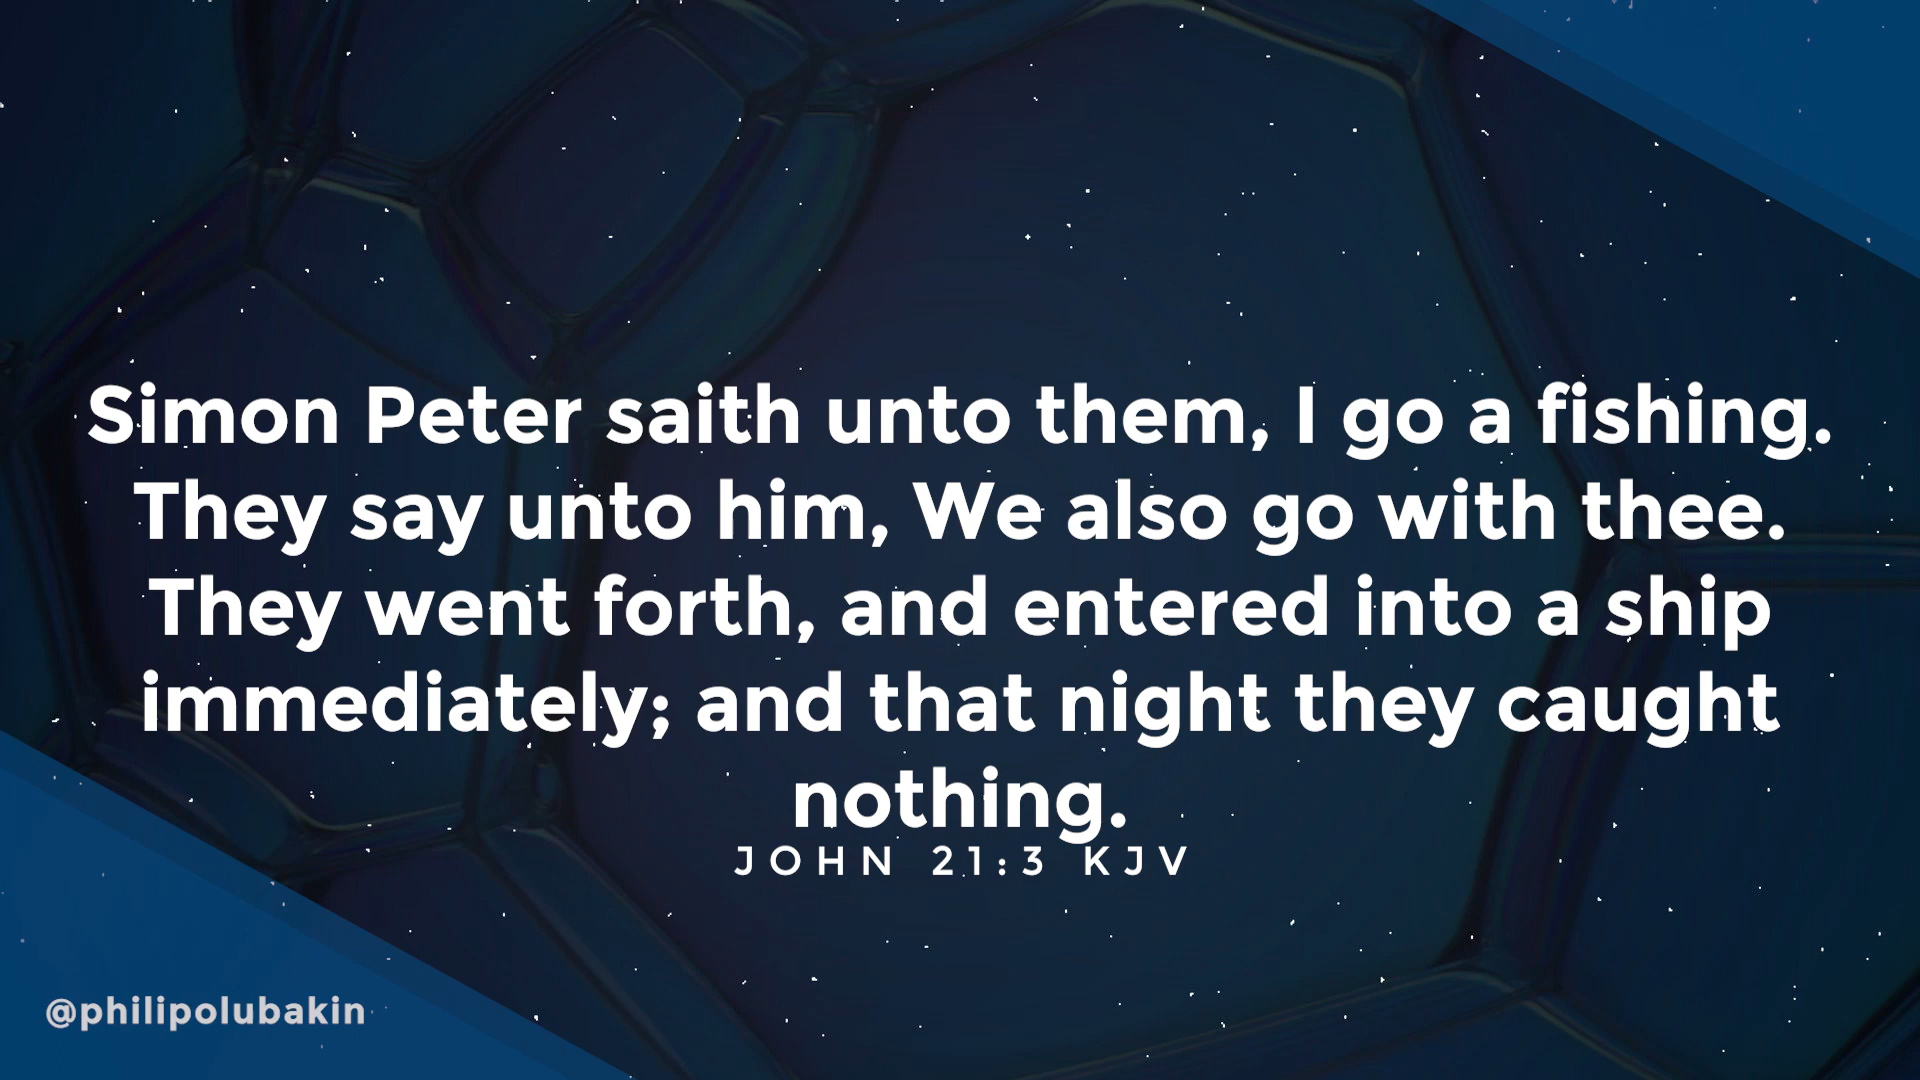 Simon Peter saith unto them, I go a fishing.
They say unto him, We also go with thee.
They went forth, and entered into a ship
immediately; and that night they caught
nothing.
JOHN 21:3 KJV
@philipolubakin